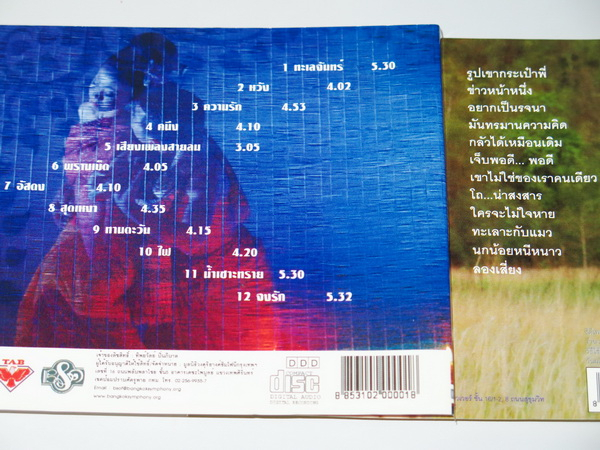 1 ทะเลจันทร์ 5.30
2 หวัง 4.02
3 ความรัก 4.53
4 คนึง 4.10
5 เสียงเพลงสายลม 3.05
6 พรานเบ็ด 4.05
7 อัสดง 4.10
8 สุดเหงา 4.35
9 ทานตะวัน 4.15
10 ไฟ 4.20
11 น้ำเซาะทราย 5.30
12 จงรัก 5.32
TAB
BSO
DDD
COMPACT
disc
DIGITAL AUDIO
8 853102 000018
รูปเขากระเป๋าพี่
ข่าวหน้าหนึ่ง
อยากเป็นรจนา
มันทรมานความคิด
กลัวได้เหมือนเดิม
เจ็บพอดี... พอดี
เขาไม่ใช่ของเราคนเดียว
โถ...น่าสงสาร
ใครจะไม่ใจหาย
ทะเลาะกับแมว
นกน้อยหนีหนาว
ล่องเสี่ยง